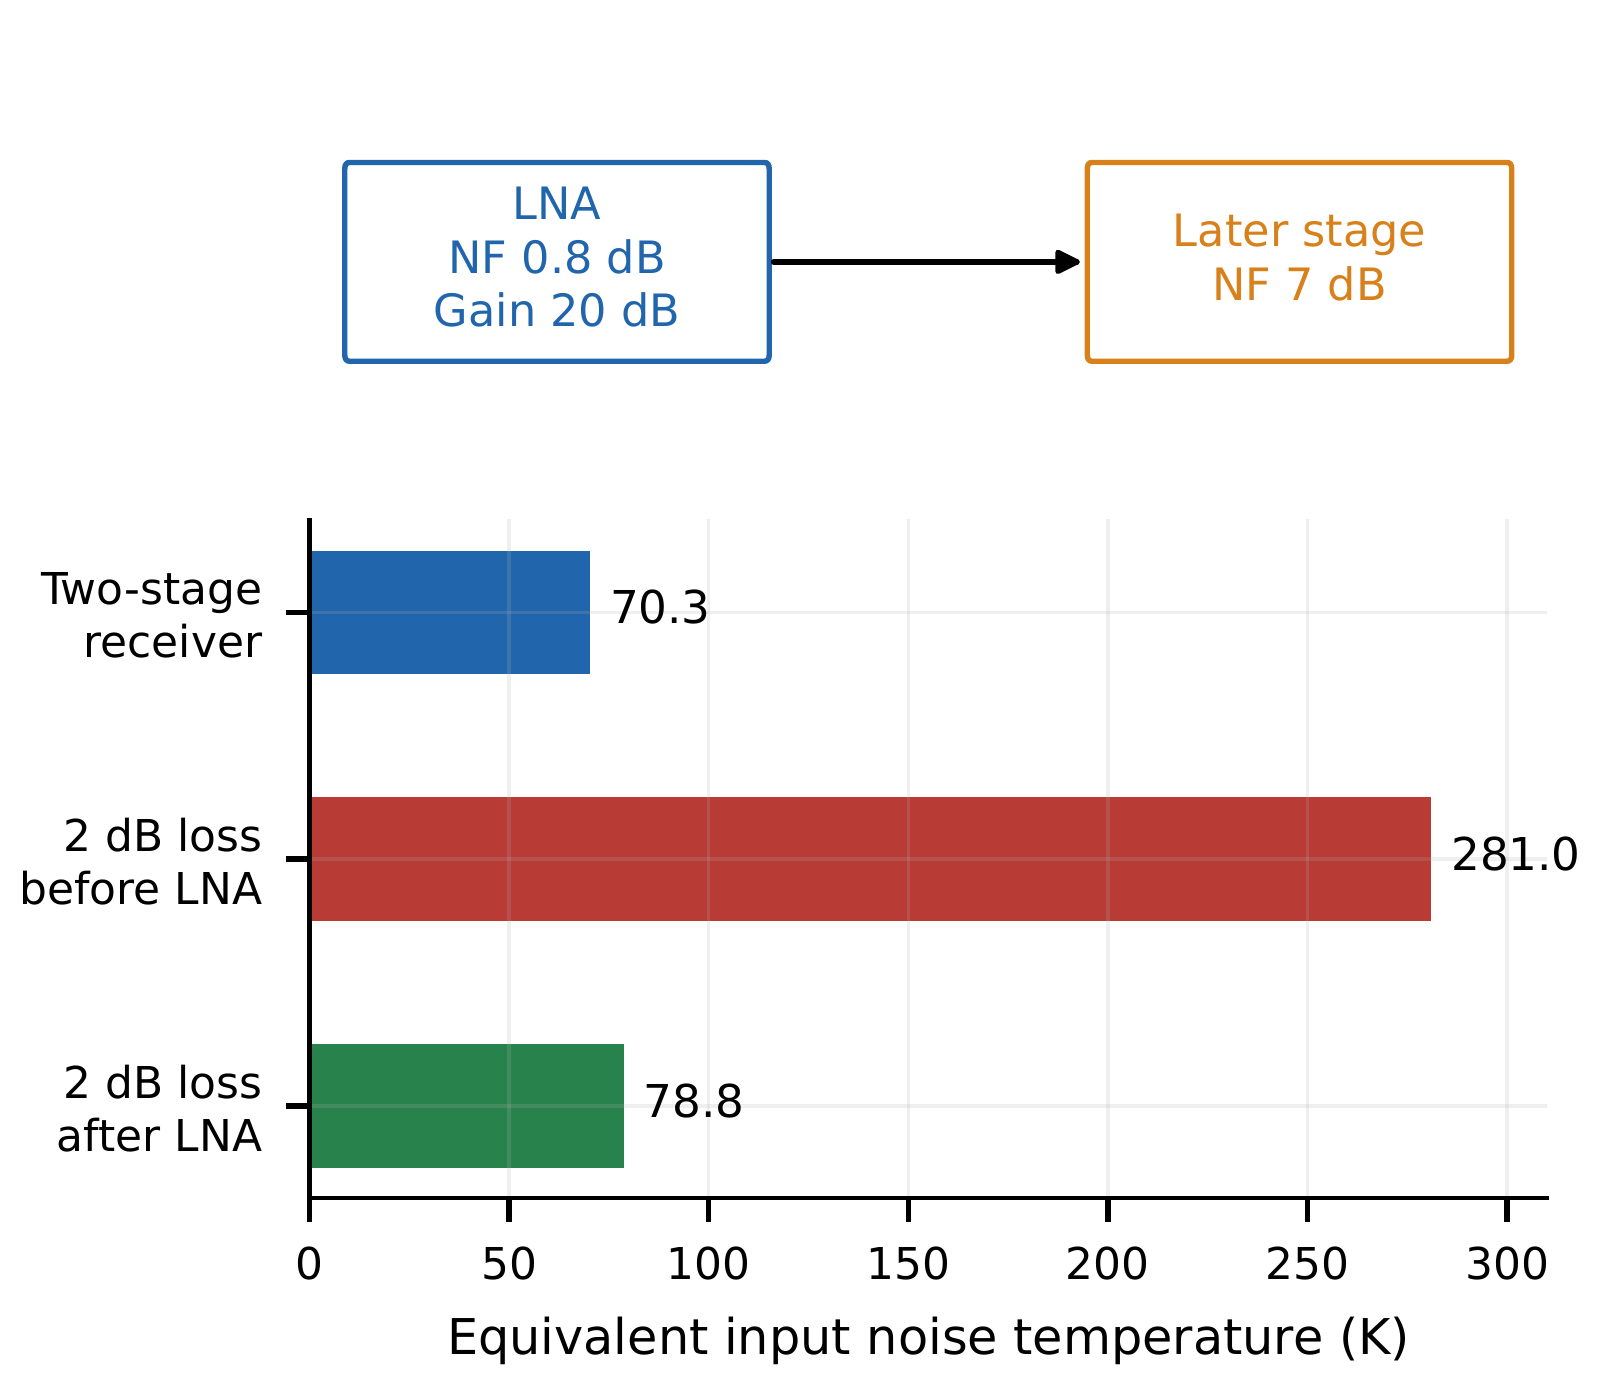 LNA
NF 0.8 dB
Gain 20 dB
Later stage
NF 7 dB
Two-stage
receiver
70.3
2 dB loss
before LNA
281.0
2 dB loss
after LNA
78.8
0 50 100 150 200 250 300
Equivalent input noise temperature (K)